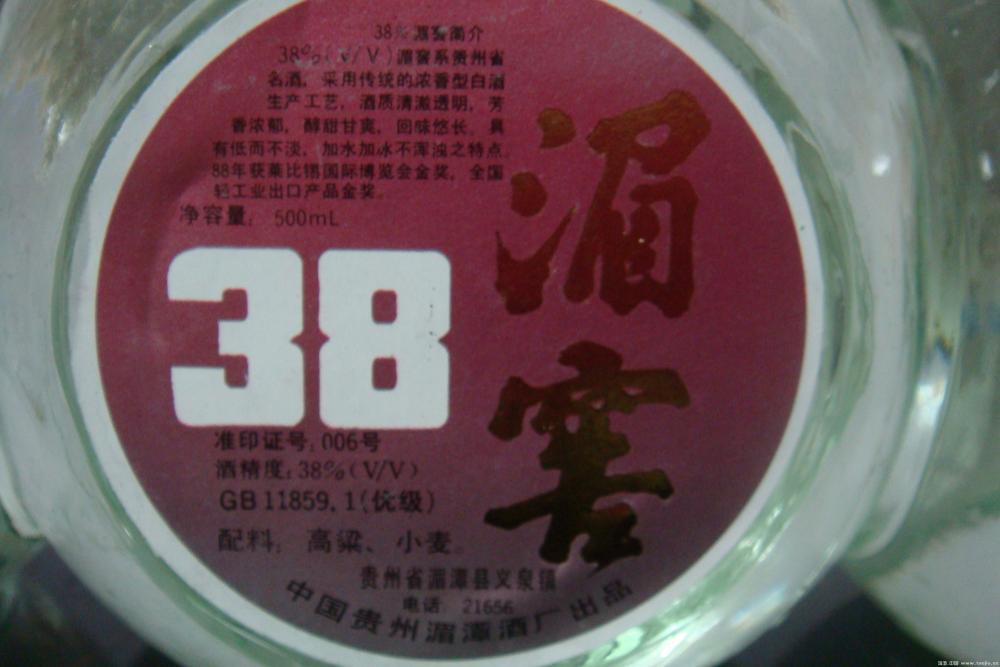 38%湄窖简介
38%(V/V)湄窖系贵州省
名酒，采用传统的浓香型白酒
生产工艺，酒质清澈透明，芳
香浓郁，醇甜甘爽，回味悠长。具
有低而不淡，加水加冰不浑浊之特点。
88年获莱比锡国际博览会金奖，全国
轻工业出口产品金奖。
净容量：500mL
湄窖
38
准印证号：006号
酒精度：38%(V/V)
GB 11859.1(优级)
配料：高粱、小麦。
贵州省湄潭县义泉镇
电话：21656
中国贵州湄潭酒厂出品